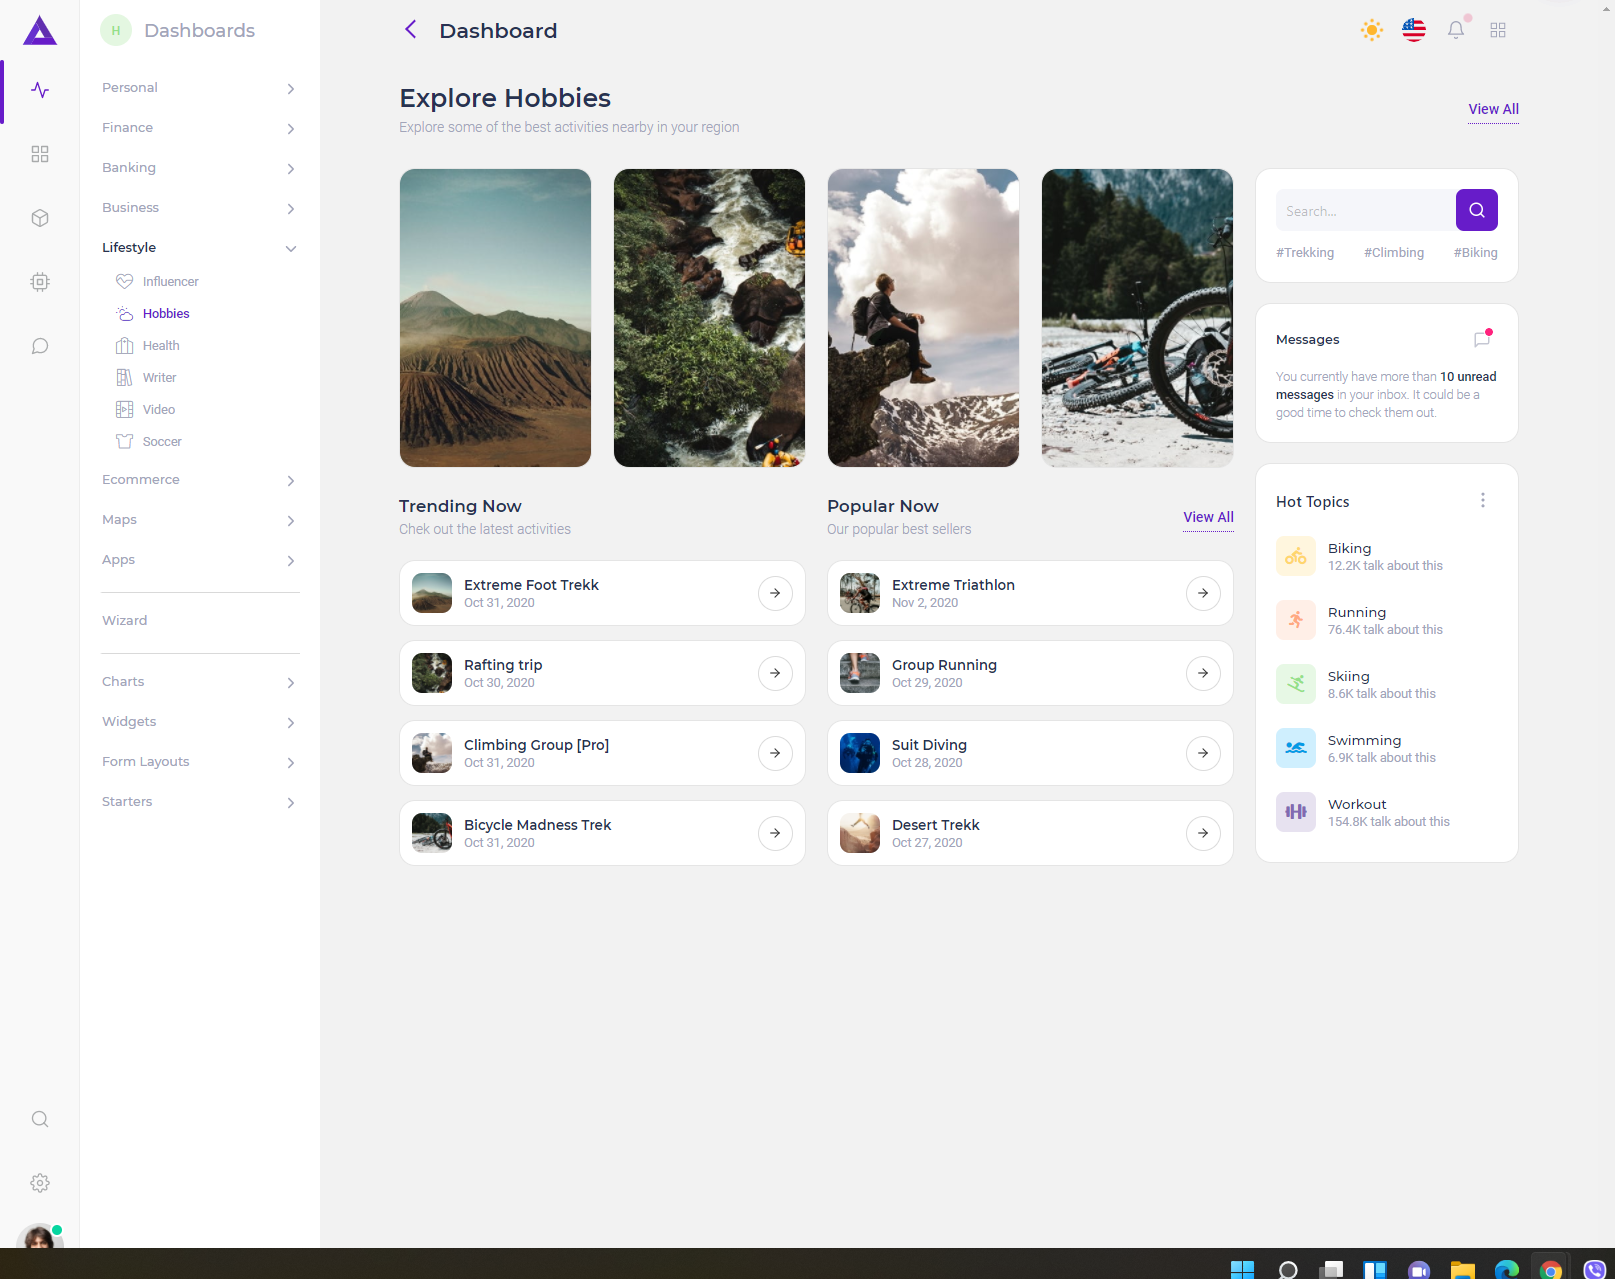 H
Dashboards
Personal
Finance
Banking
Business
Lifestyle
Influencer
Hobbies
Health
Writer
Video
Soccer
Ecommerce
Maps
Apps
Wizard
Charts
Widgets
Form Layouts
Starters
Dashboard
Explore Hobbies
Explore some of the best activities nearby in your region
View All
Trending Now
Chek out the latest activities
Extreme Foot Trekk
Oct 31, 2020
Rafting trip
Oct 30, 2020
Climbing Group [Pro]
Oct 31, 2020
Bicycle Madness Trek
Oct 31, 2020
Popular Now
Our popular best sellers
View All
Extreme Triathlon
Nov 2, 2020
Group Running
Oct 29, 2020
Suit Diving
Oct 28, 2020
Desert Trekk
Oct 27, 2020
Search...
#Trekking #Climbing #Biking
Messages
You currently have more than 10 unread
messages in your inbox. It could be a
good time to check them out.
Hot Topics
Biking
12.2K talk about this
Running
76.4K talk about this
Skiing
8.6K talk about this
Swimming
6.9K talk about this
Workout
154.8K talk about this